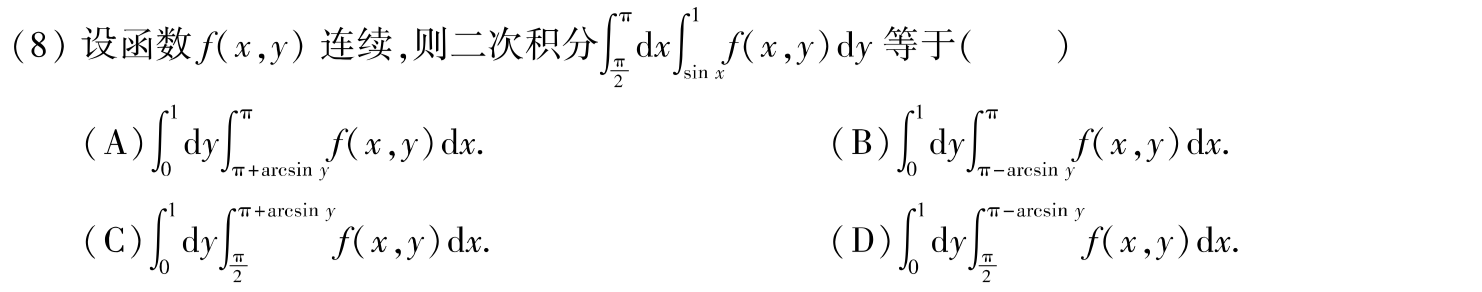 (8) 设函数 f(x,y) 连续,则二次积分∫_{π/2}^{π} dx∫_{sin x}^{1} f(x,y)dy 等于(  )
(A)∫_{0}^{1} dy∫_{π+arcsin y}^{π} f(x,y)dx. (B)∫_{0}^{1} dy∫_{π−arcsin y}^{π} f(x,y)dx.
(C)∫_{0}^{1} dy∫_{π/2}^{π+arcsin y} f(x,y)dx. (D)∫_{0}^{1} dy∫_{π/2}^{π−arcsin y} f(x,y)dx.